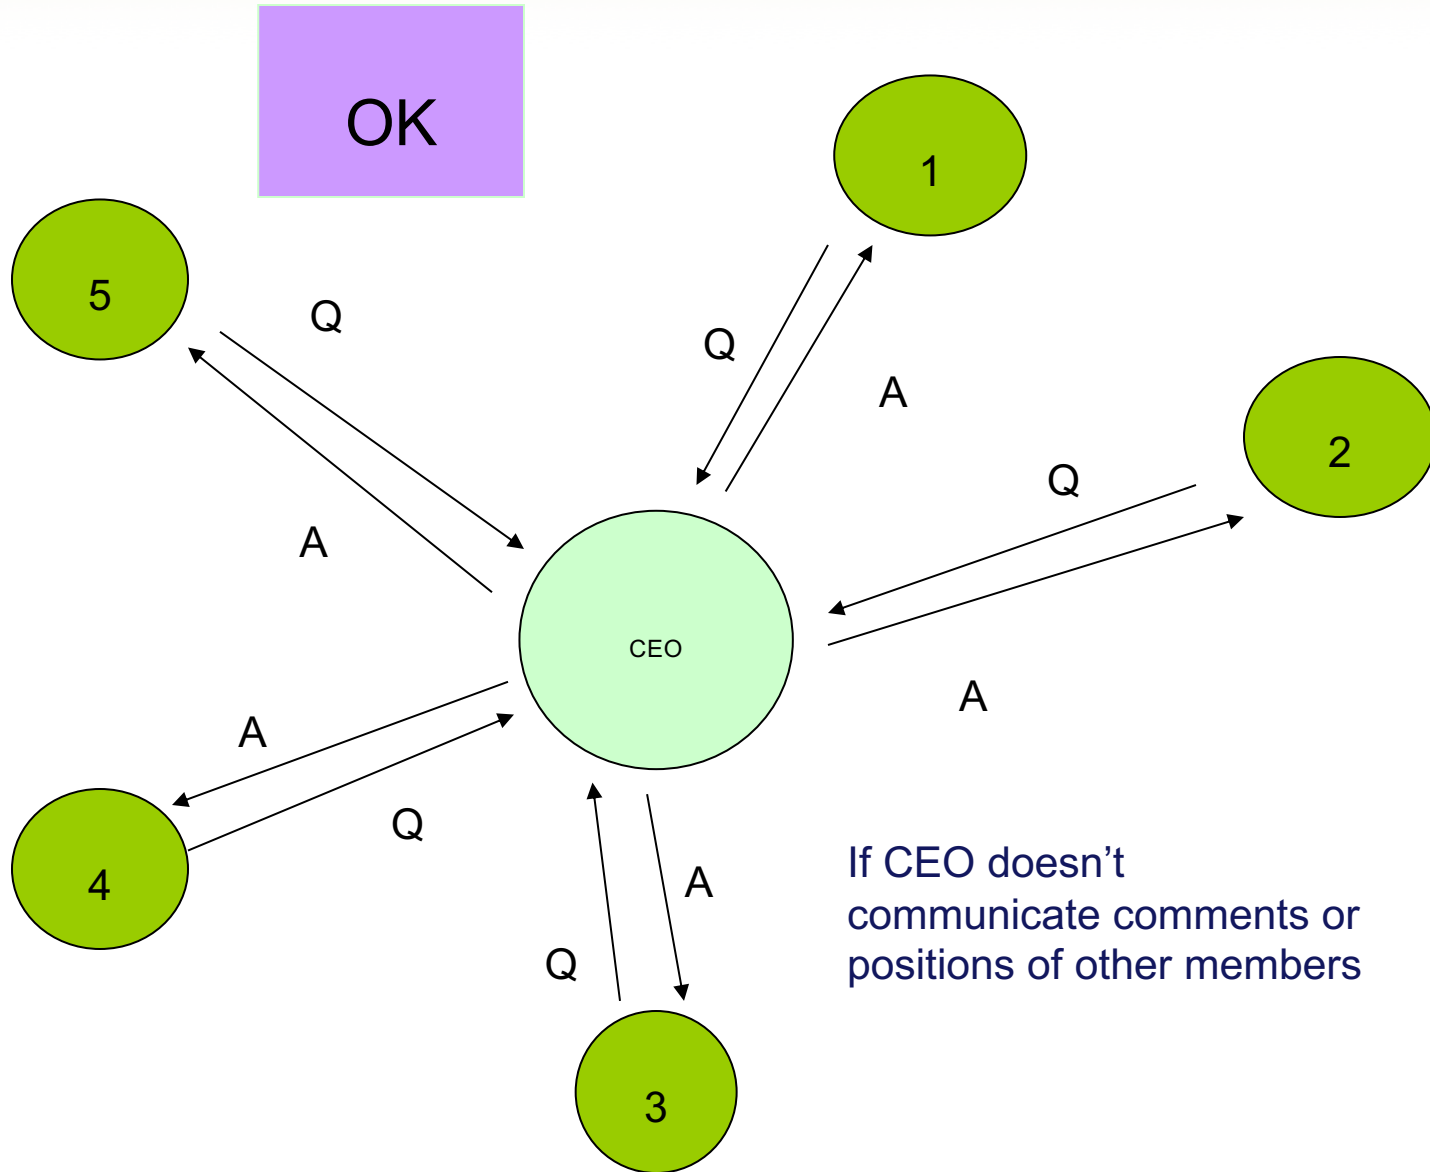 OK
1
5
Q
Q
A
2
Q
A
CEO
A
A
Q
If CEO doesn’t
communicate comments or
positions of other members
A
4
Q
3